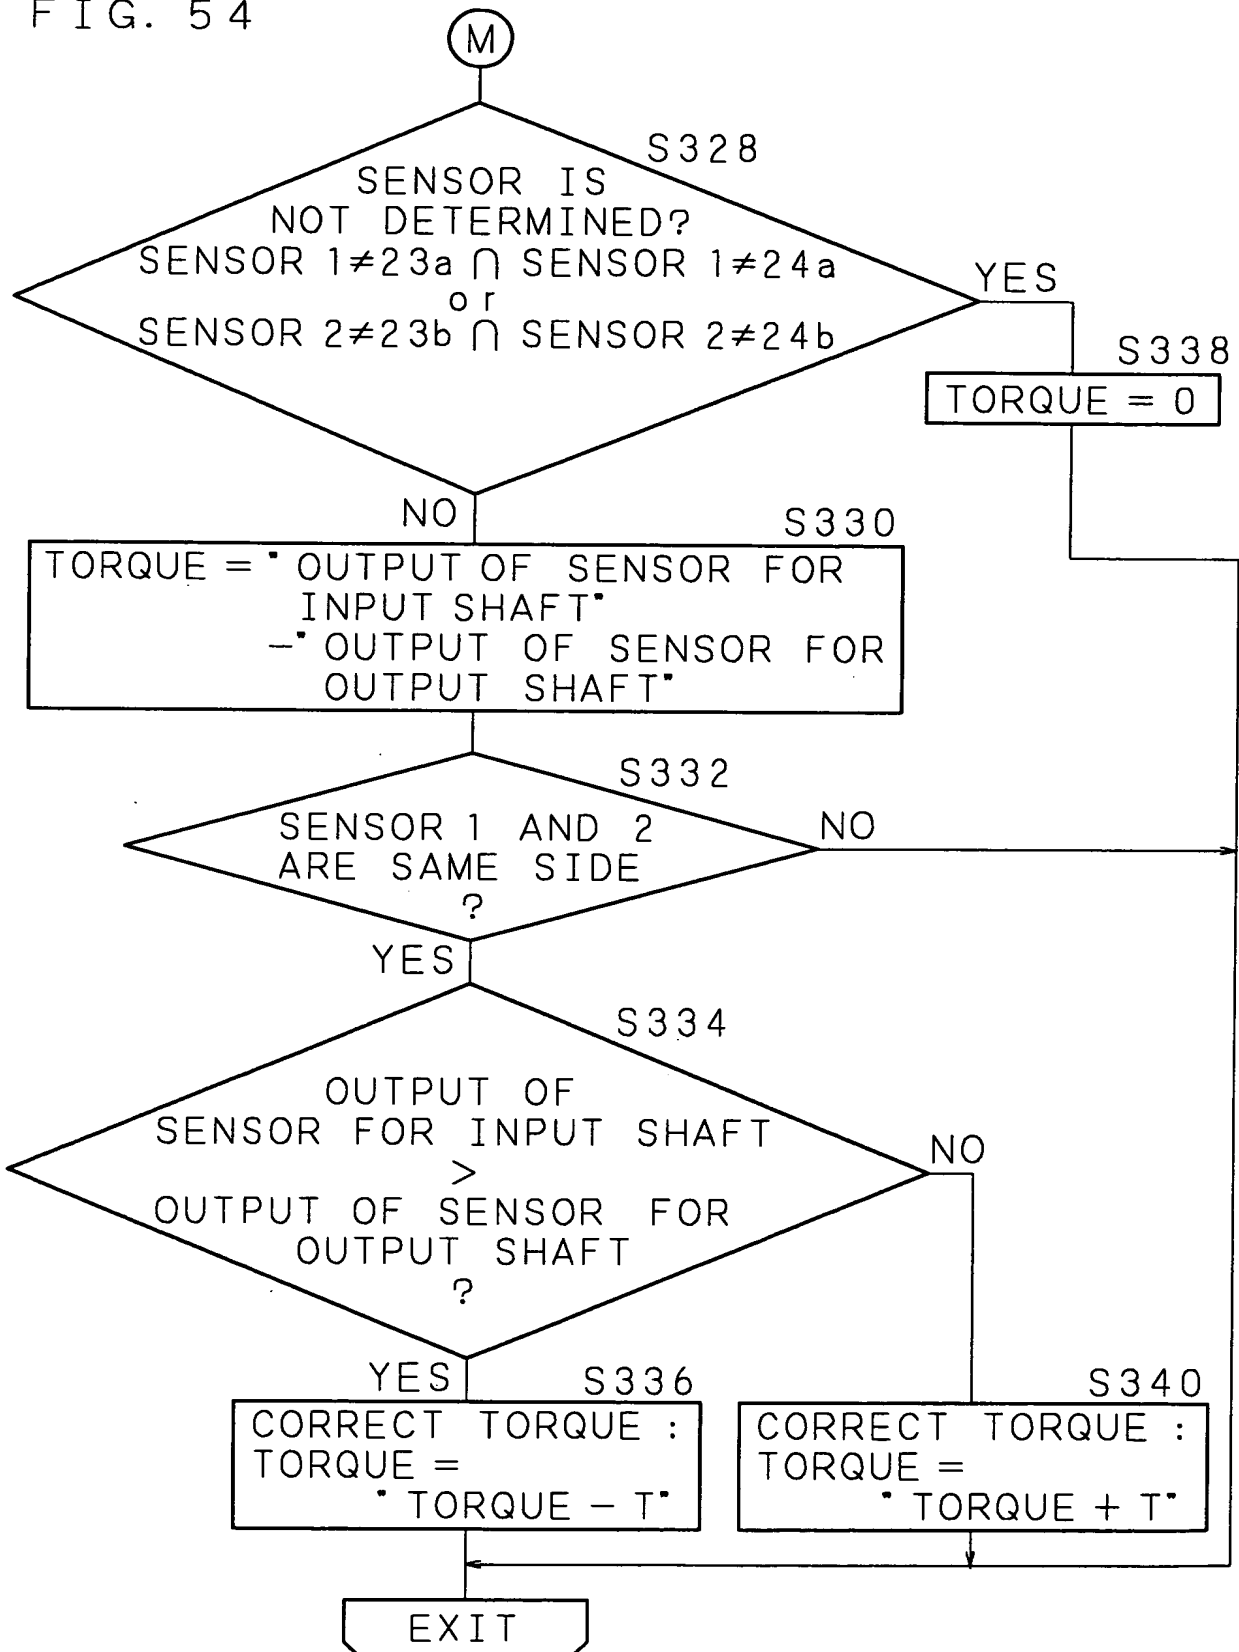 FIG. 54
M
S328
SENSOR IS
NOT DETERMINED?
SENSOR 1≠23a ∩ SENSOR 1≠24a
or
SENSOR 2≠23b ∩ SENSOR 2≠24b
YES
S338
TORQUE = 0
NO
S330
TORQUE = " OUTPUT OF SENSOR FOR
INPUT SHAFT"
-" OUTPUT OF SENSOR FOR
OUTPUT SHAFT"
S332
SENSOR 1 AND 2
ARE SAME SIDE
?
NO
YES
S334
OUTPUT OF
SENSOR FOR INPUT SHAFT
>
OUTPUT OF SENSOR FOR
OUTPUT SHAFT
?
NO
YES
S336
CORRECT TORQUE :
TORQUE =
" TORQUE - T"
S340
CORRECT TORQUE :
TORQUE =
" TORQUE + T"
EXIT